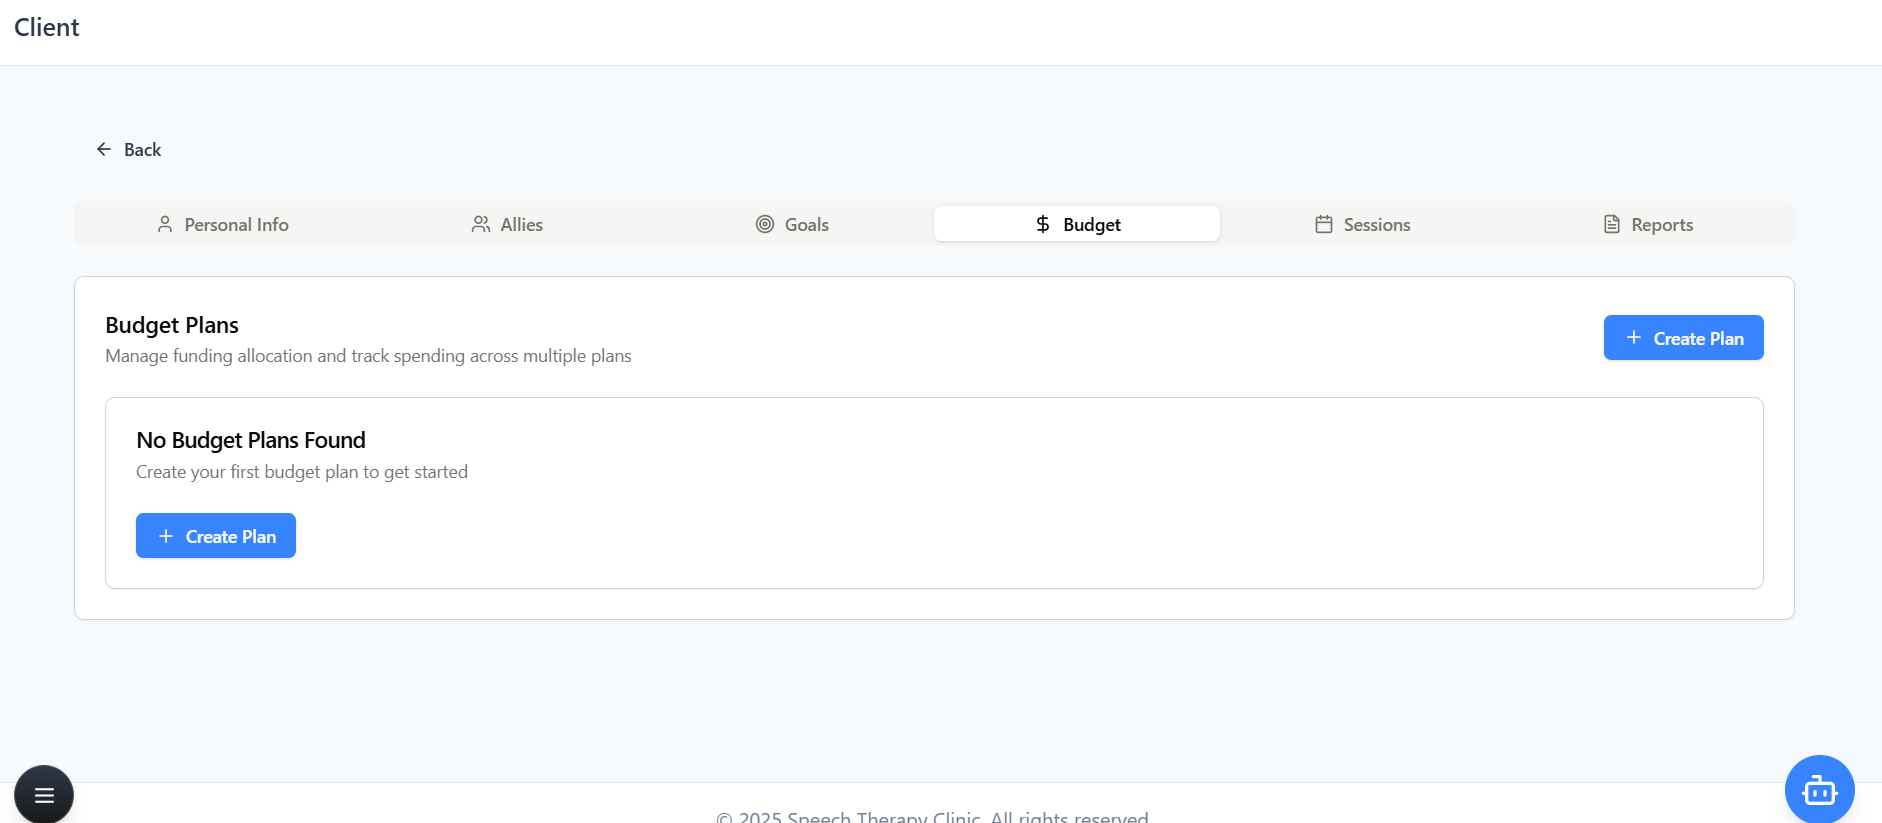 Client
Back
Personal Info
Allies
Goals
Budget
Sessions
Reports
Budget Plans
Manage funding allocation and track spending across multiple plans
+ Create Plan
No Budget Plans Found
Create your first budget plan to get started
+ Create Plan
© 2025 Speech Therapy Clinic. All rights reserved